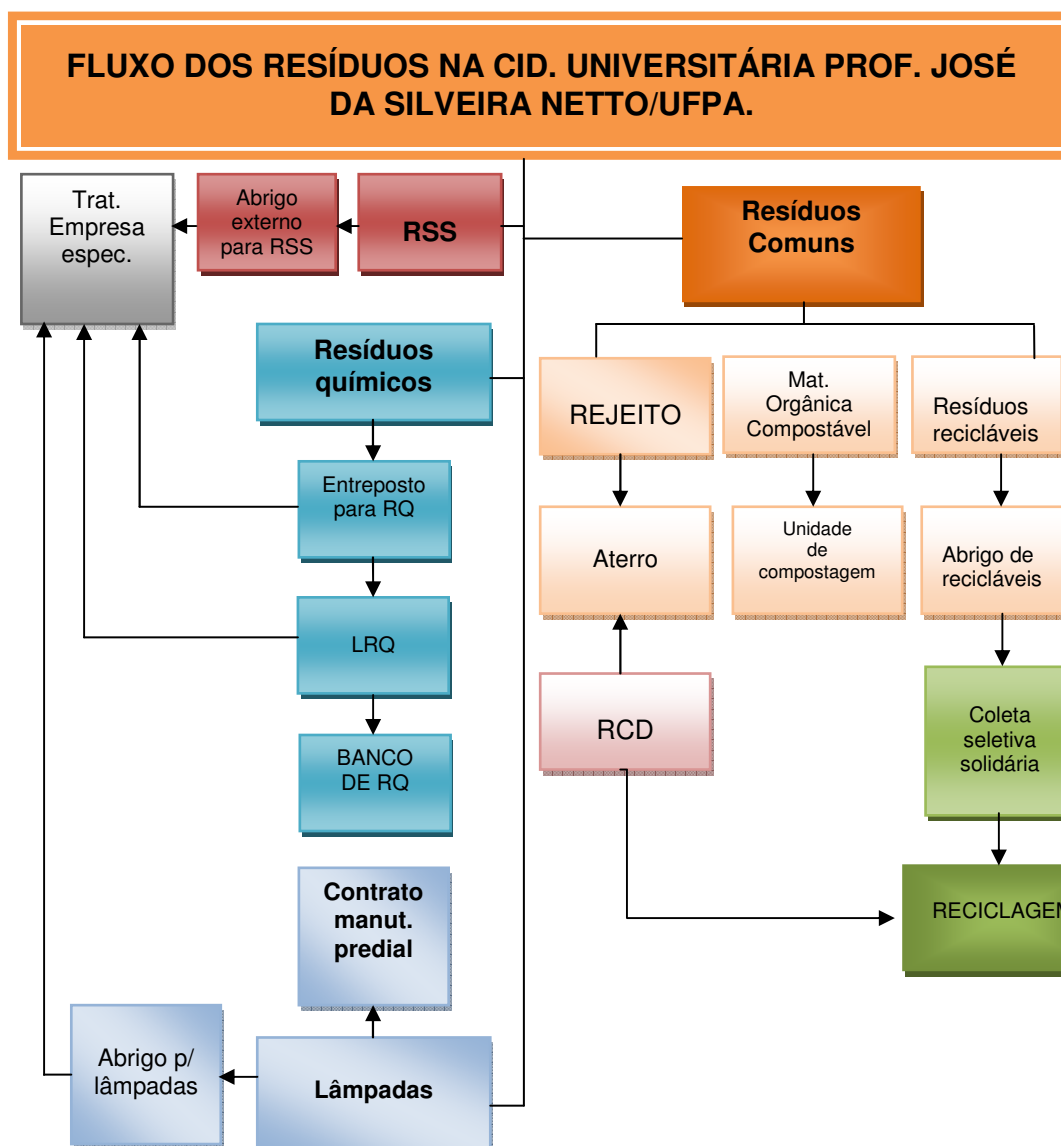 FLUXO DOS RESÍDUOS NA CID. UNIVERSITÁRIA PROF. JOSÉ
DA SILVEIRA NETTO/UFPA.
Trat.
Empresa
espec.
Abrigo
externo
para RSS
RSS
Resíduos
Comuns
Resíduos
químicos
REJEITO
Mat.
Orgânica
Compostável
Resíduos
recicláveis
Entreposto
para RQ
Aterro
Unidade
de
compostagem
Abrigo de
recicláveis
LRQ
RCD
Coleta
seletiva
solidária
BANCO
DE RQ
Contrato
manut.
predial
RECICLAGEM
Abrigo p/
lâmpadas
Lâmpadas